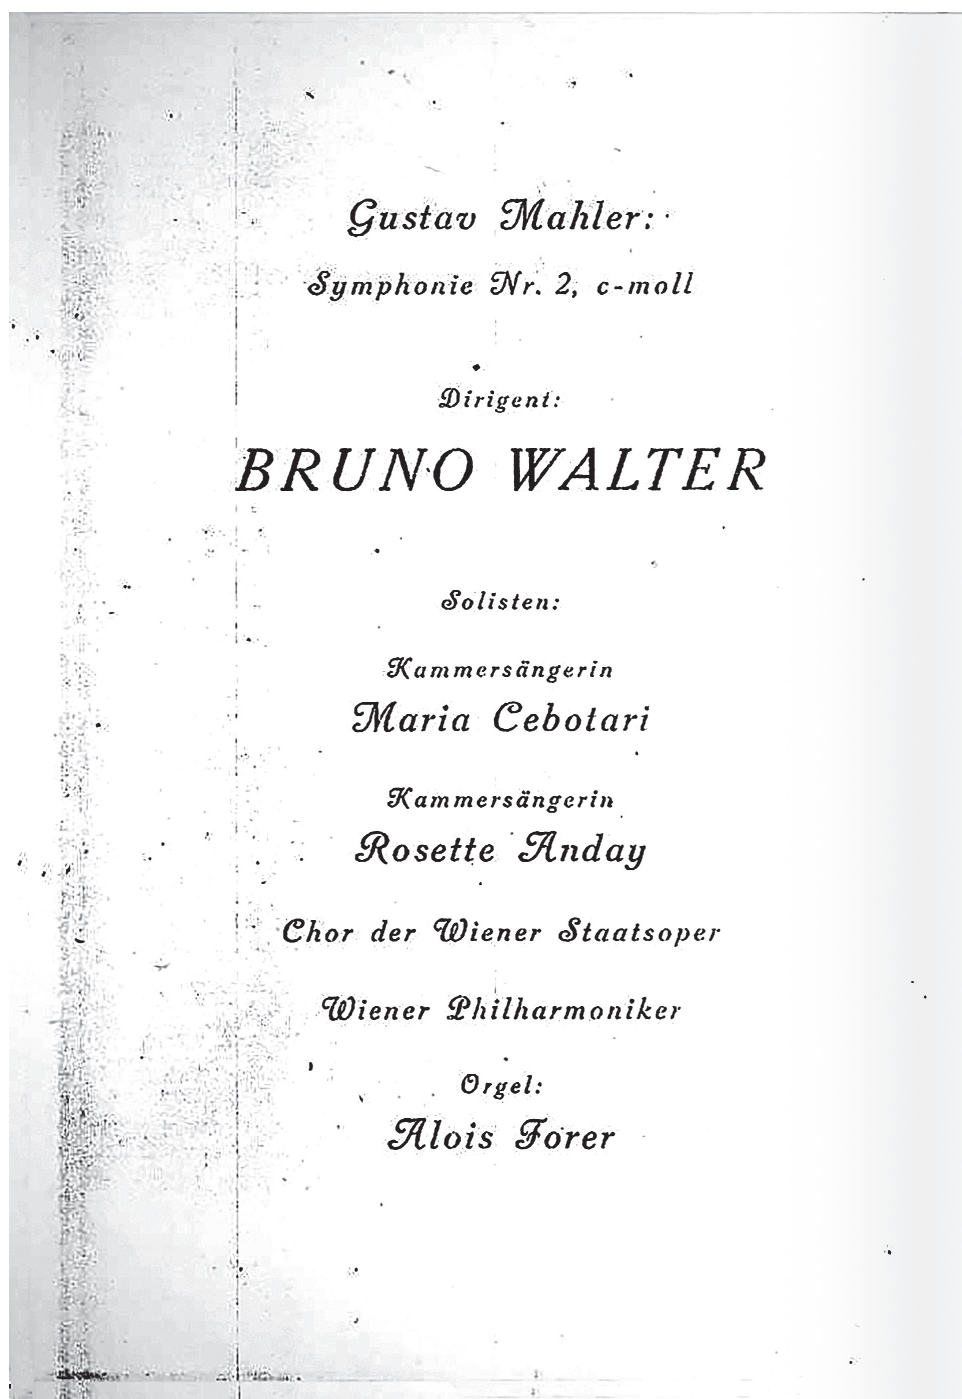 Gustav Mahler:
Symphonie Nr. 2, c-moll
Dirigent:
BRUNO WALTER
Solisten:
Kammersängerin
Maria Cebotari
Kammersängerin
Rosette Anday
Chor der Wiener Staatsoper
Wiener Philharmoniker
Orgel:
Alois Forer